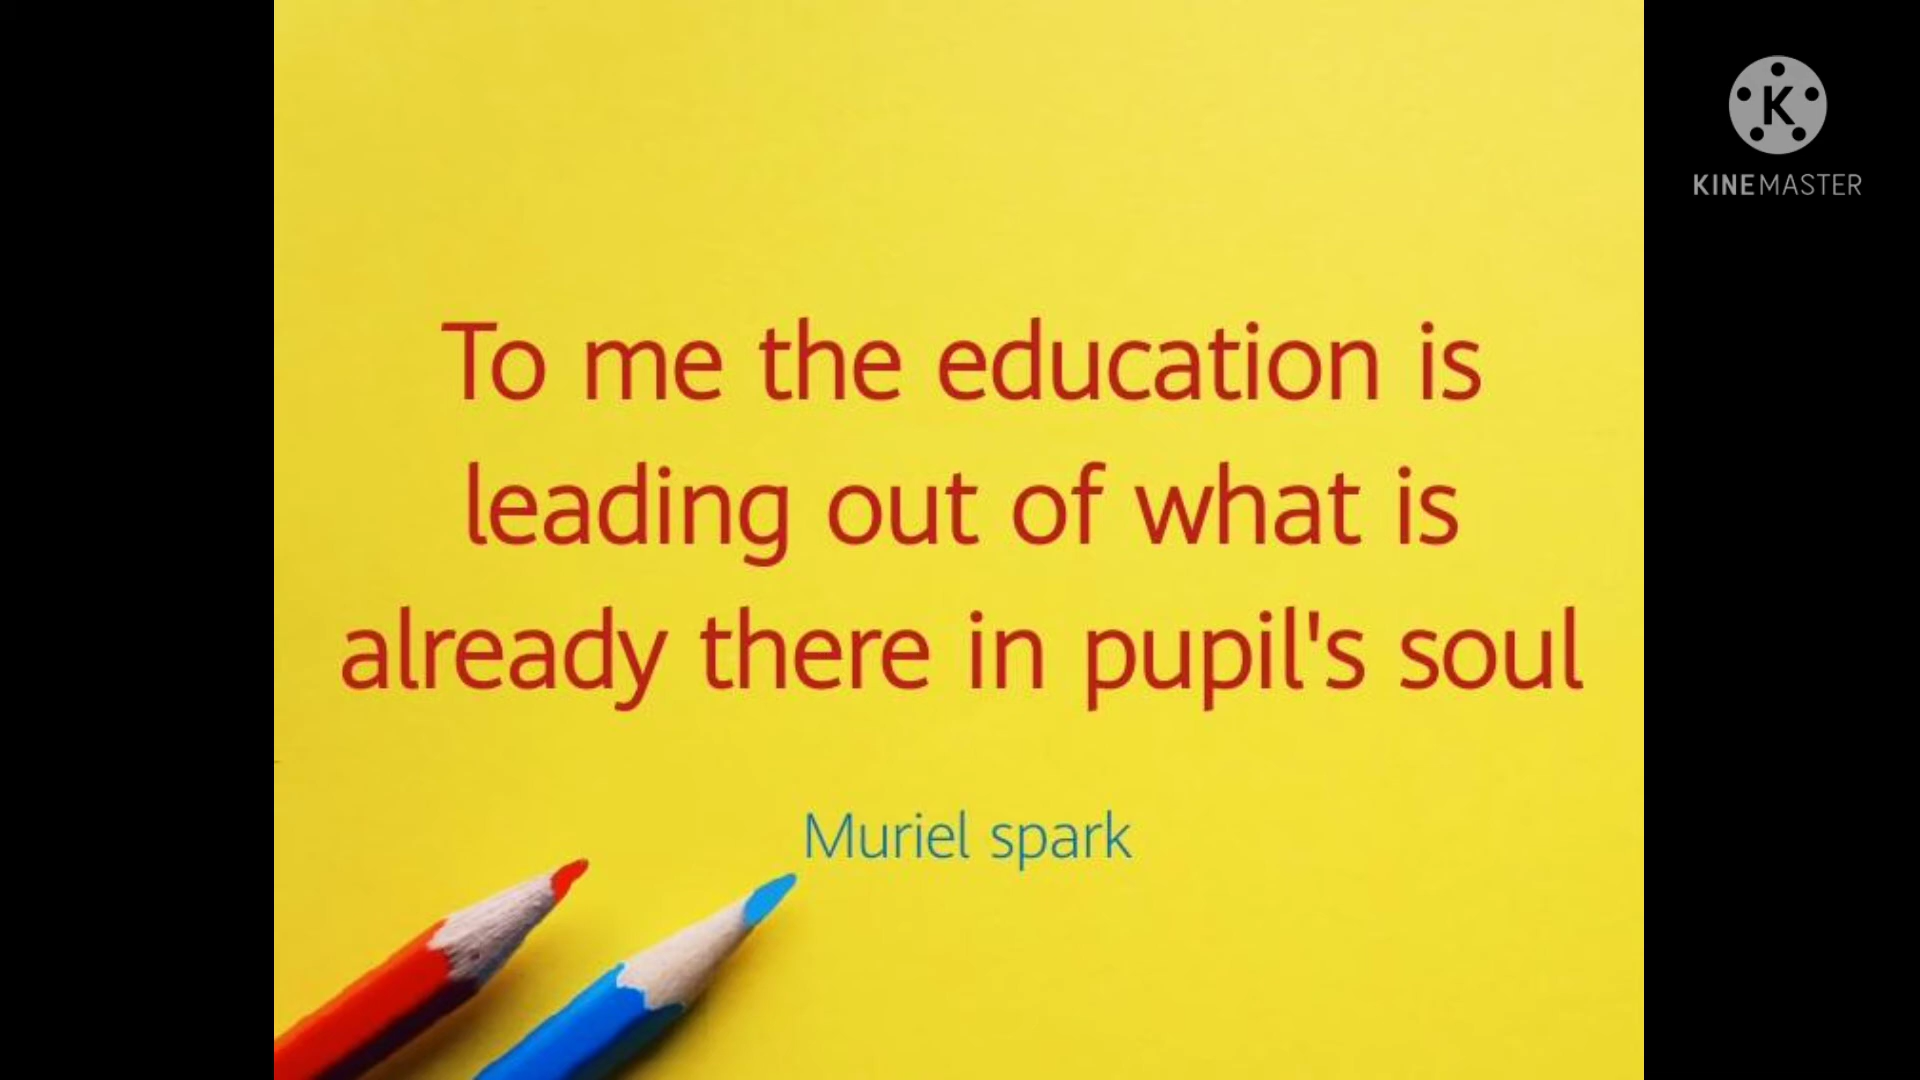 To me the education is
leading out of what is
already there in pupil's soul
Muriel spark
K
KINEMASTER